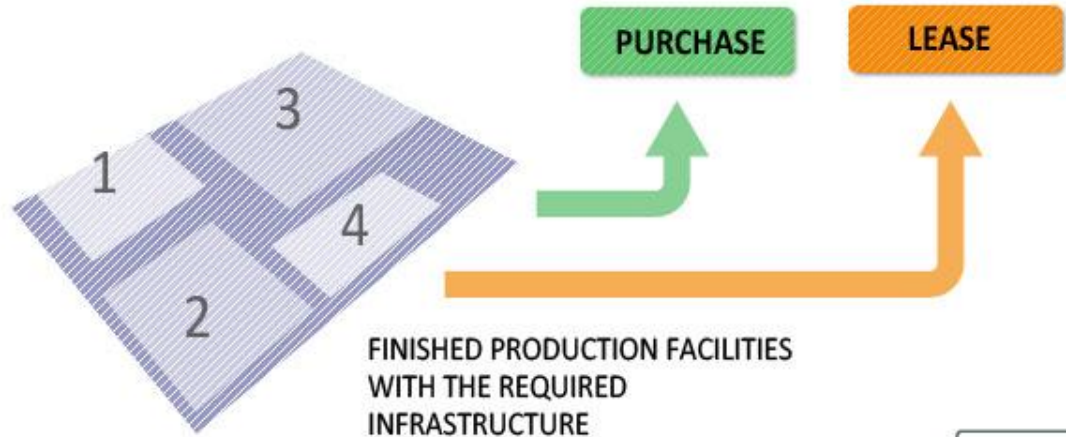 PURCHASE
LEASE
3
1
4
2
FINISHED PRODUCTION FACILITIES
WITH THE REQUIRED
INFRASTRUCTURE